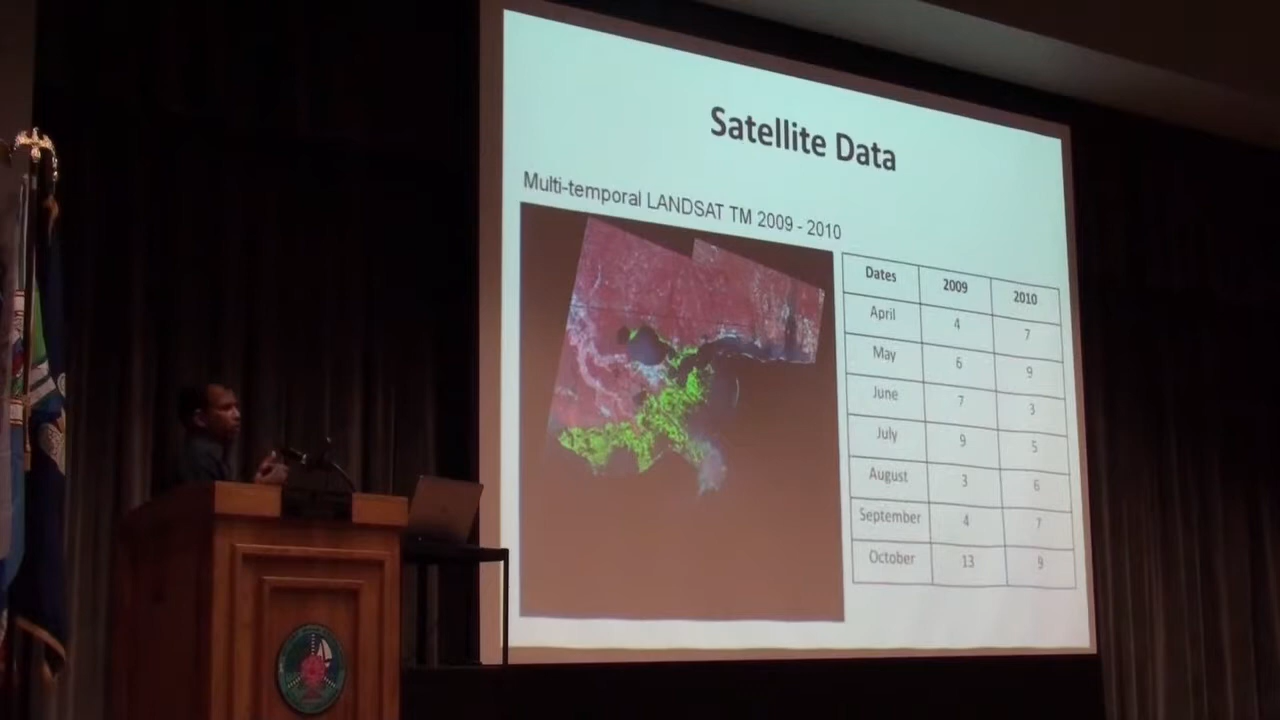 Satellite Data
Multi-temporal LANDSAT TM 2009 - 2010
Dates 2009 2010
April 4 7
May 6 9
June 7 3
July 9 5
August 3 6
September 4 7
October 13 9